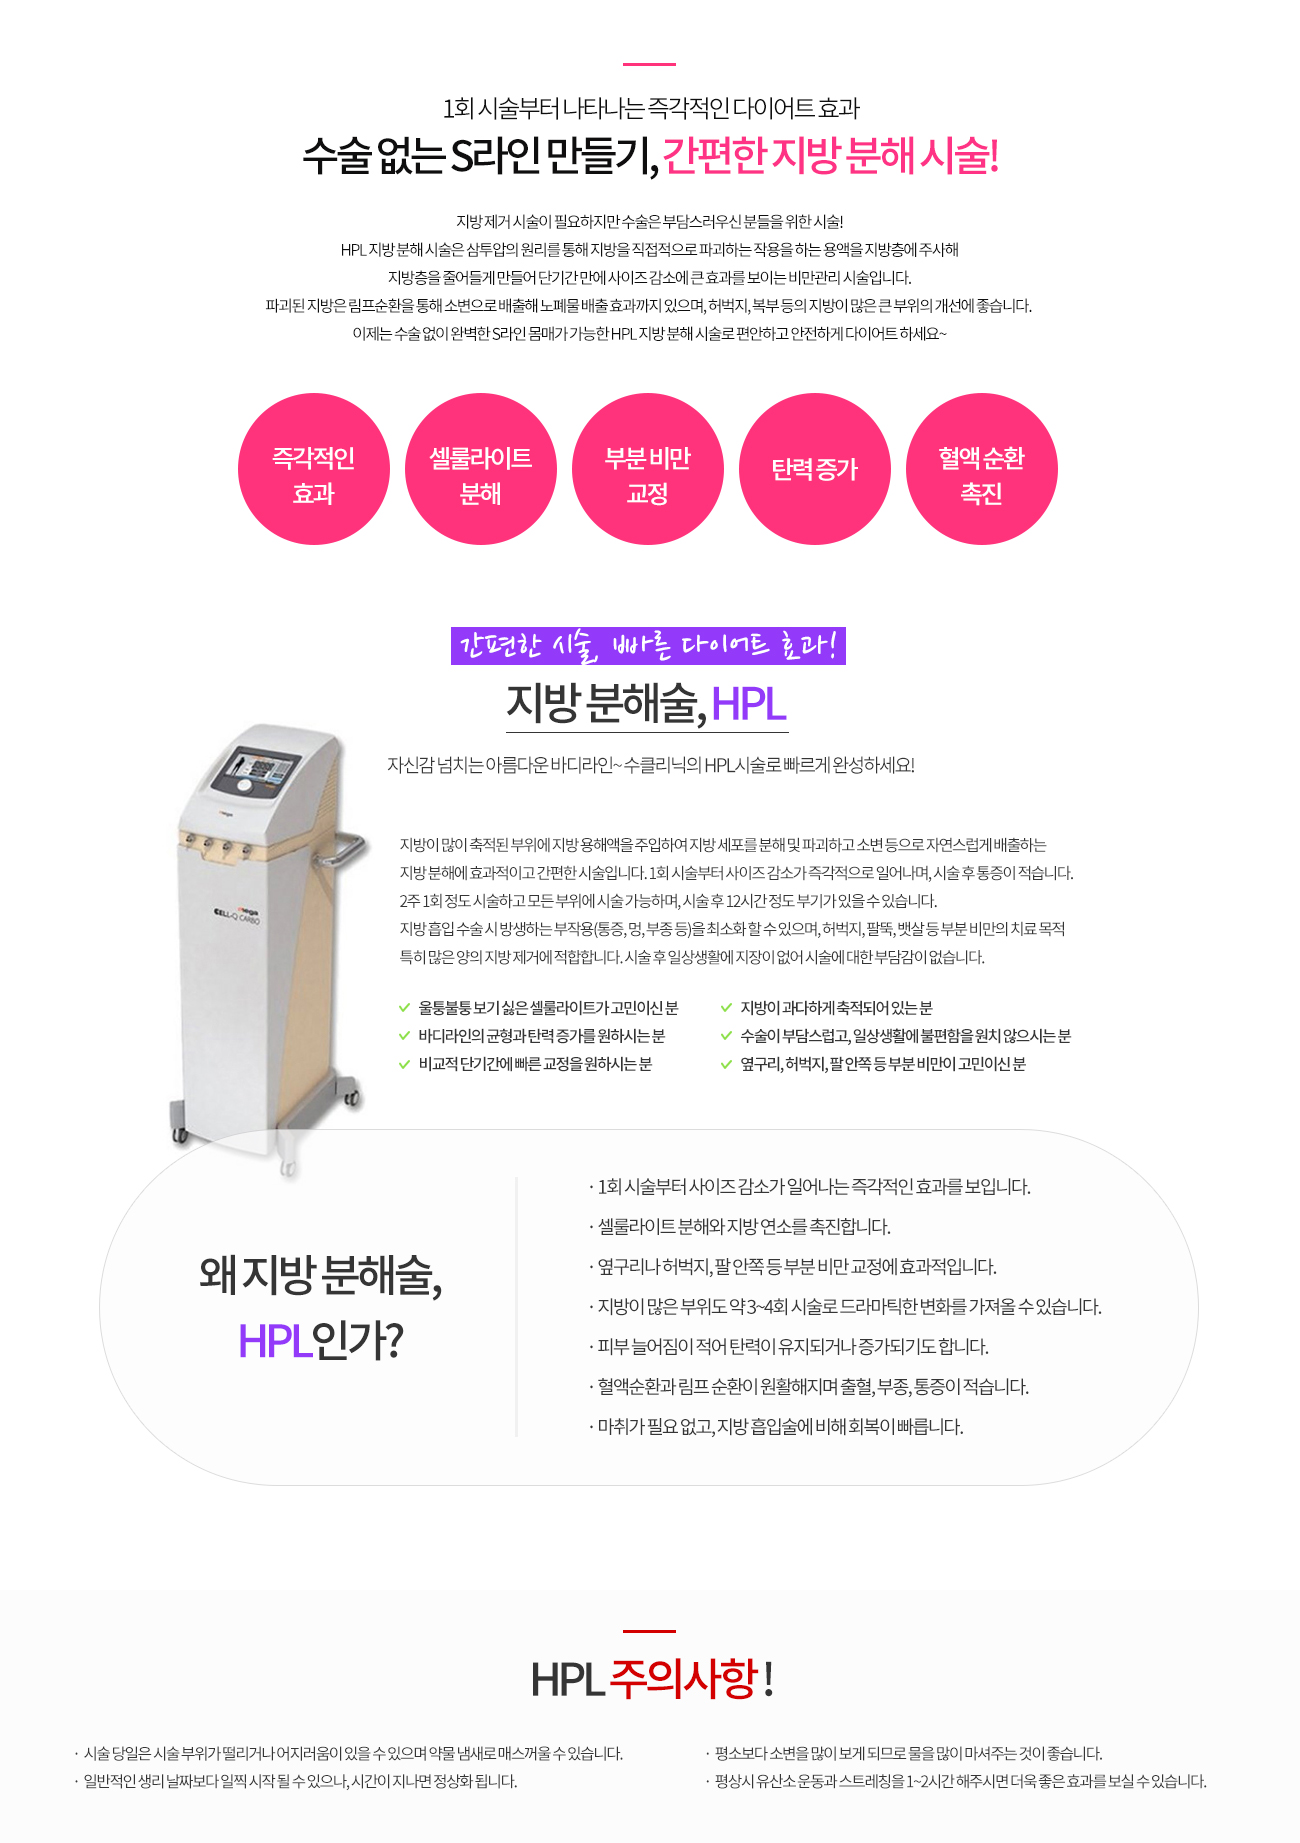 1회 시술부터 나타나는 즉각적인 다이어트 효과
수술 없는 S라인 만들기, 간편한 지방 분해 시술!
지방 제거 시술이 필요하지만 수술은 부담스러우신 분들을 위한 시술!
HPL 지방 분해 시술은 삼투압의 원리를 통해 지방을 직접적으로 파괴하는 작용을 하는 용액을 지방층에 주사해
지방층을 줄어들게 만들어 단기간 만에 사이즈 감소에 큰 효과를 보이는 비만관리 시술입니다.
파괴된 지방은 림프순환을 통해 소변으로 배출해 노폐물 배출 효과까지 있으며, 허벅지, 복부 등의 지방이 많은 큰 부위의 개선에 좋습니다.
이제는 수술 없이 완벽한 S라인 몸매가 가능한 HPL 지방 분해 시술로 편안하고 안전하게 다이어트 하세요~
즉각적인
효과
셀룰라이트
분해
부분 비만
교정
탄력 증가
혈액 순환
촉진
간편한 시술, 빠른 다이어트 효과!
지방 분해술, HPL
자신감 넘치는 아름다운 바디라인~ 수클리닉의 HPL시술로 빠르게 완성하세요!
지방이 많이 축적된 부위에 지방 용해액을 주입하여 지방 세포를 분해 및 파괴하고 소변 등으로 자연스럽게 배출하는
지방 분해에 효과적이고 간편한 시술입니다. 1회 시술부터 사이즈 감소가 즉각적으로 일어나며, 시술 후 통증이 적습니다.
2주 1회 정도 시술하고 모든 부위에 시술 가능하며, 시술 후 12시간 정도 부기가 있을 수 있습니다.
지방 흡입 수술 시 방생하는 부작용(통증, 멍, 부종 등)을 최소화 할 수 있으며, 허벅지, 팔뚝, 뱃살 등 부분 비만의 치료 목적
특히 많은 양의 지방 제거에 적합합니다. 시술 후 일상생활에 지장이 없어 시술에 대한 부담감이 없습니다.
울퉁불퉁 보기 싫은 셀룰라이트가 고민이신 분
바디라인의 균형과 탄력 증가를 원하시는 분
비교적 단기간에 빠른 교정을 원하시는 분
지방이 과다하게 축적되어 있는 분
수술이 부담스럽고, 일상생활에 불편함을 원치 않으시는 분
옆구리, 허벅지, 팔 안쪽 등 부분 비만이 고민이신 분
mega
mega
CELL-Q CARBO
왜 지방 분해술,
HPL인가?
· 1회 시술부터 사이즈 감소가 일어나는 즉각적인 효과를 보입니다.
· 셀룰라이트 분해와 지방 연소를 촉진합니다.
· 옆구리나 허벅지, 팔 안쪽 등 부분 비만 교정에 효과적입니다.
· 지방이 많은 부위도 약 3~4회 시술로 드라마틱한 변화를 가져올 수 있습니다.
· 피부 늘어짐이 적어 탄력이 유지되거나 증가되기도 합니다.
· 혈액순환과 림프 순환이 원활해지며 출혈, 부종, 통증이 적습니다.
· 마취가 필요 없고, 지방 흡입술에 비해 회복이 빠릅니다.
HPL 주의사항 !
· 시술 당일은 시술 부위가 떨리거나 어지러움이 있을 수 있으며 약물 냄새로 매스꺼울 수 있습니다.
· 일반적인 생리 날짜보다 일찍 시작 될 수 있으나, 시간이 지나면 정상화 됩니다.
· 평소보다 소변을 많이 보게 되므로 물을 많이 마셔주는 것이 좋습니다.
· 평상시 유산소 운동과 스트레칭을 1~2시간 해주시면 더욱 좋은 효과를 보실 수 있습니다.